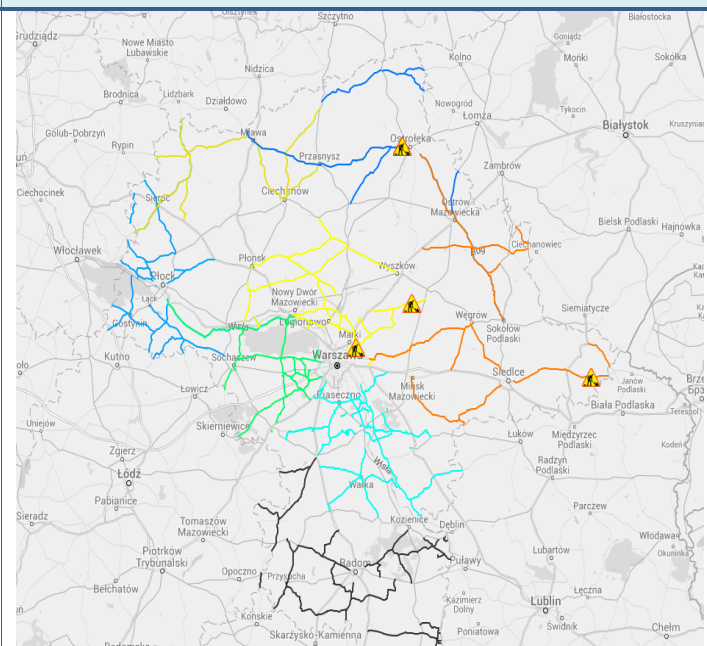 Szczytno
Białostocka
Grudziądz
Nowe Miasto
Lubawskie
Goniądz
Kolno
Mońki
Sokółka
Nidzica
Brodnica
Lidzbark
Działdowo
Nowogród
Tykocin
Łomża
Białystok
Golub-Dobrzyń
Rypin
Mława
Ostrołęka
Przasnysz
Zambrów
Ciechocinek
Sierpc
Ciechanów
Ostrów
Mazowiecka
Bielsk Podlaski
Hajnówka
Włocławek
Ciechanowiec
Bug
Płońsk
Wyszków
Płock
Łąck
Nowy Dwór
Mazowiecki
Siemiatycze
Gostynin
Wisła
Legionowo
Węgrów
Marki
Sokołów
Podlaski
Kutno
Sochaczew
Warszawa
Siedlce
Janów
Podlaski
Łowicz
Piaseczno
Mińsk
Mazowiecki
Biała Podlaska
Terespol
Uniejów
Skierniewice
Łuków
Międzyrzec
Podlaski
Kodeń
Zgierz
Łódź
Wisła
Warka
Radzyń
Podlaski
Pabianice
Parczew
Sieradz
Tomaszów
Mazowiecki
Kozienice
Dęblin
Włodawa
Piotrków
Trybunalski
Lubartów
Okuninka
Radom
Puławy
Bełchatów
Opoczno
Przysucha
Łęczna
Kazimierz
Dolny
Lublin
Końskie
Świdnik
Chełm
Skarżysko-Kamienna
Poniatowa